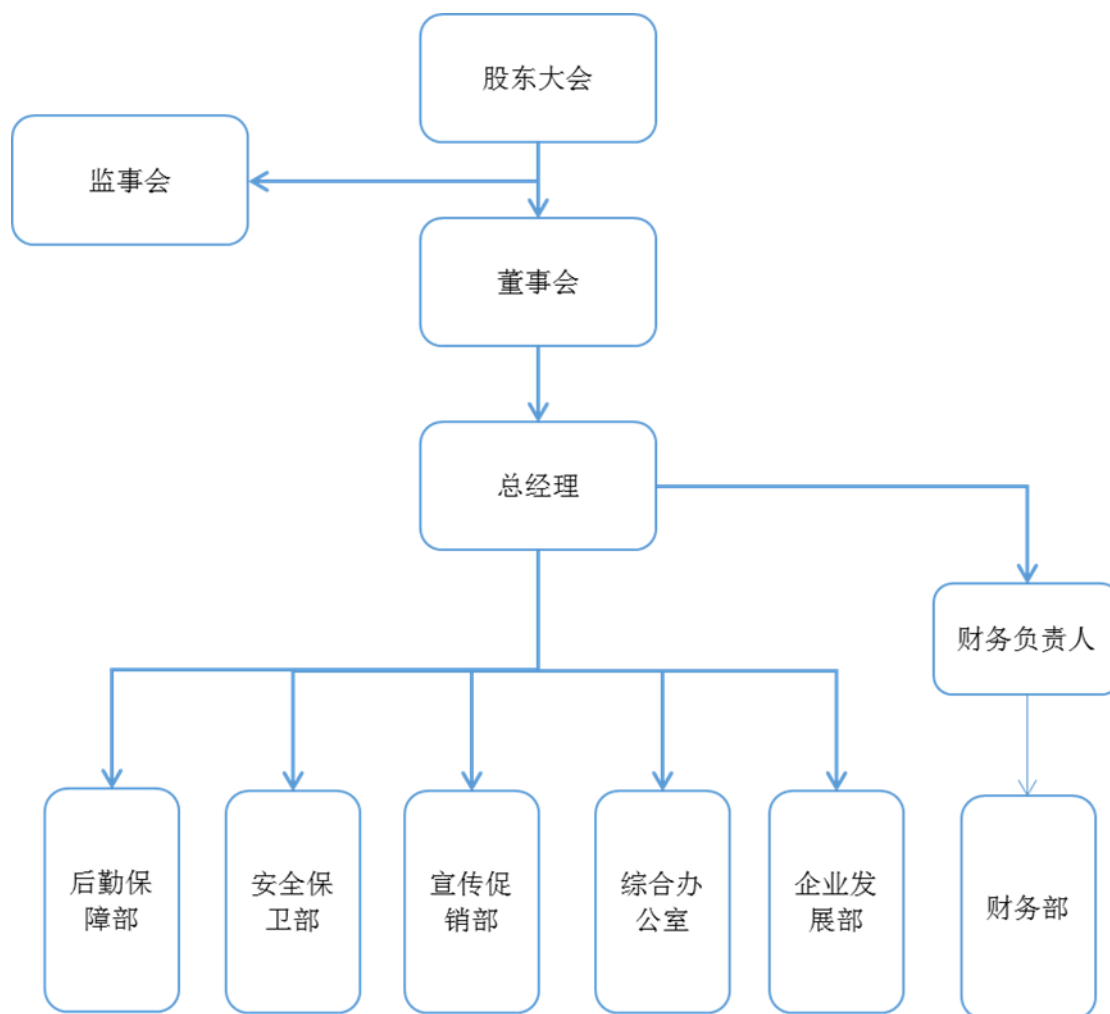 股东大会
监事会
董事会
总经理
财务负责人
后勤保
障部
安全保
卫部
宣传促
销部
综合办
公室
企业发
展部
财务部